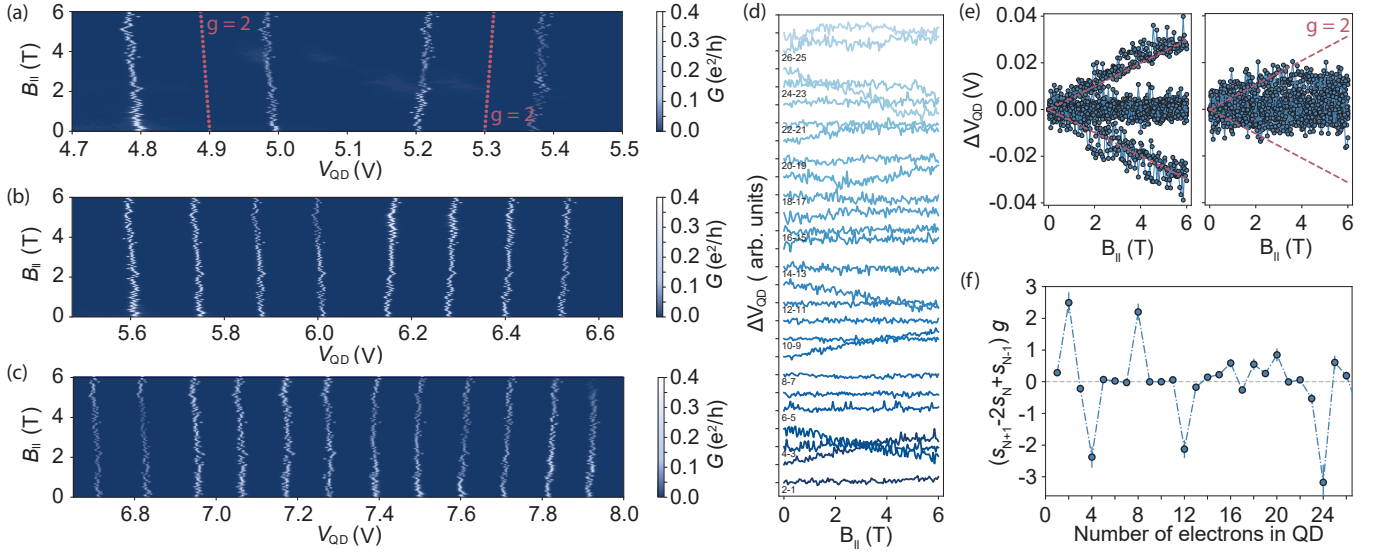 (a)
g = 2
g = 2
B|| (T)
6
4
2
0
4.7 4.8 4.9 5.0 5.1 5.2 5.3 5.4 5.5
V_QD (V)
0.4
0.3
0.2
0.1
0.0
G (e²/h)
(b)
B|| (T)
6
4
2
0
5.6 5.8 6.0 6.2 6.4 6.6
V_QD (V)
0.4
0.3
0.2
0.1
0.0
G (e²/h)
(c)
B|| (T)
6
4
2
0
6.8 7.0 7.2 7.4 7.6 7.8 8.0
V_QD (V)
0.4
0.3
0.2
0.1
0.0
G (e²/h)
(d)
ΔV_QD ( arb. units)
26-25
24-23
22-21
20-19
18-17
16-15
14-13
12-11
10-9
8-7
6-5
4-3
2-1
0 2 4 6
B|| (T)
(e)
g = 2
ΔV_QD (V)
0.04
0.02
0.00
-0.02
-0.04
0 2 4 6
0 2 4 6
B|| (T)
B|| (T)
(f)
(s_N+1-2s_N+s_N-1) g
3
2
1
0
-1
-2
-3
0 4 8 12 16 20 24
Number of electrons in QD